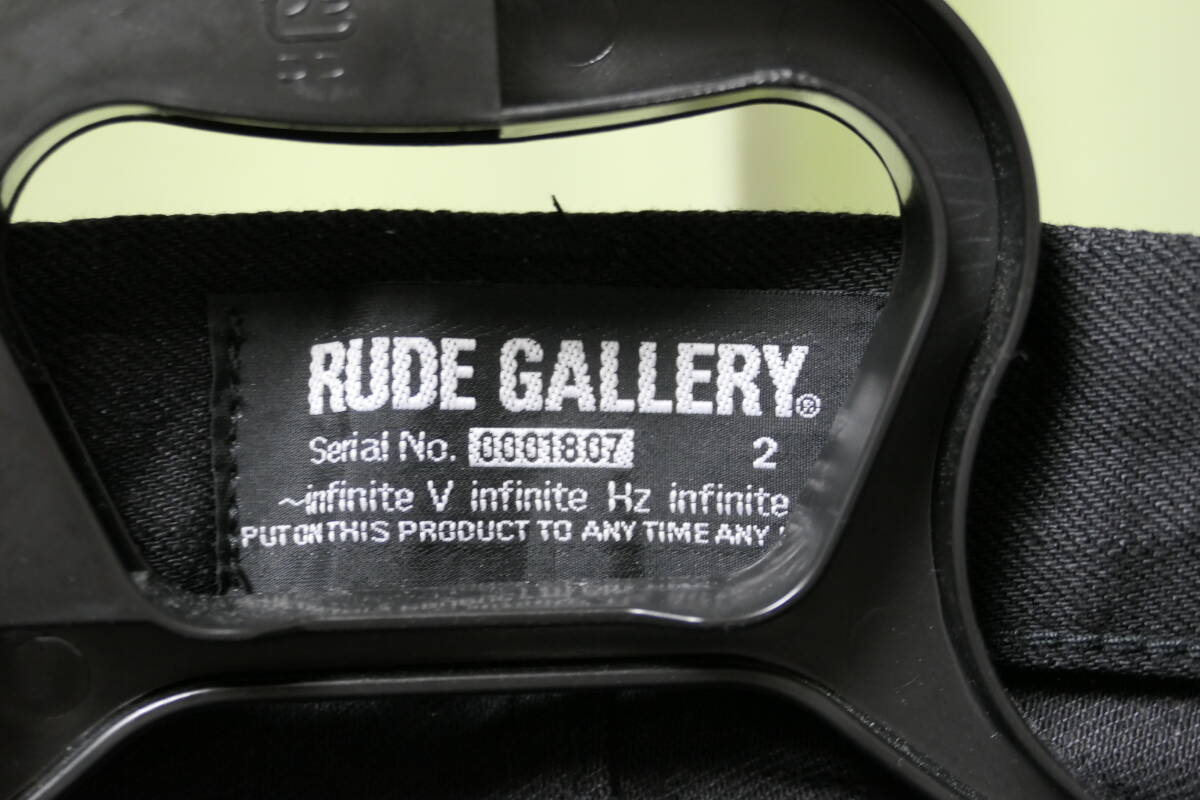 RUDE GALLERY®
Serial No. 0001807 2
~infinite V infinite Hz infinite
PUT ON THIS PRODUCT TO ANY TIME ANY